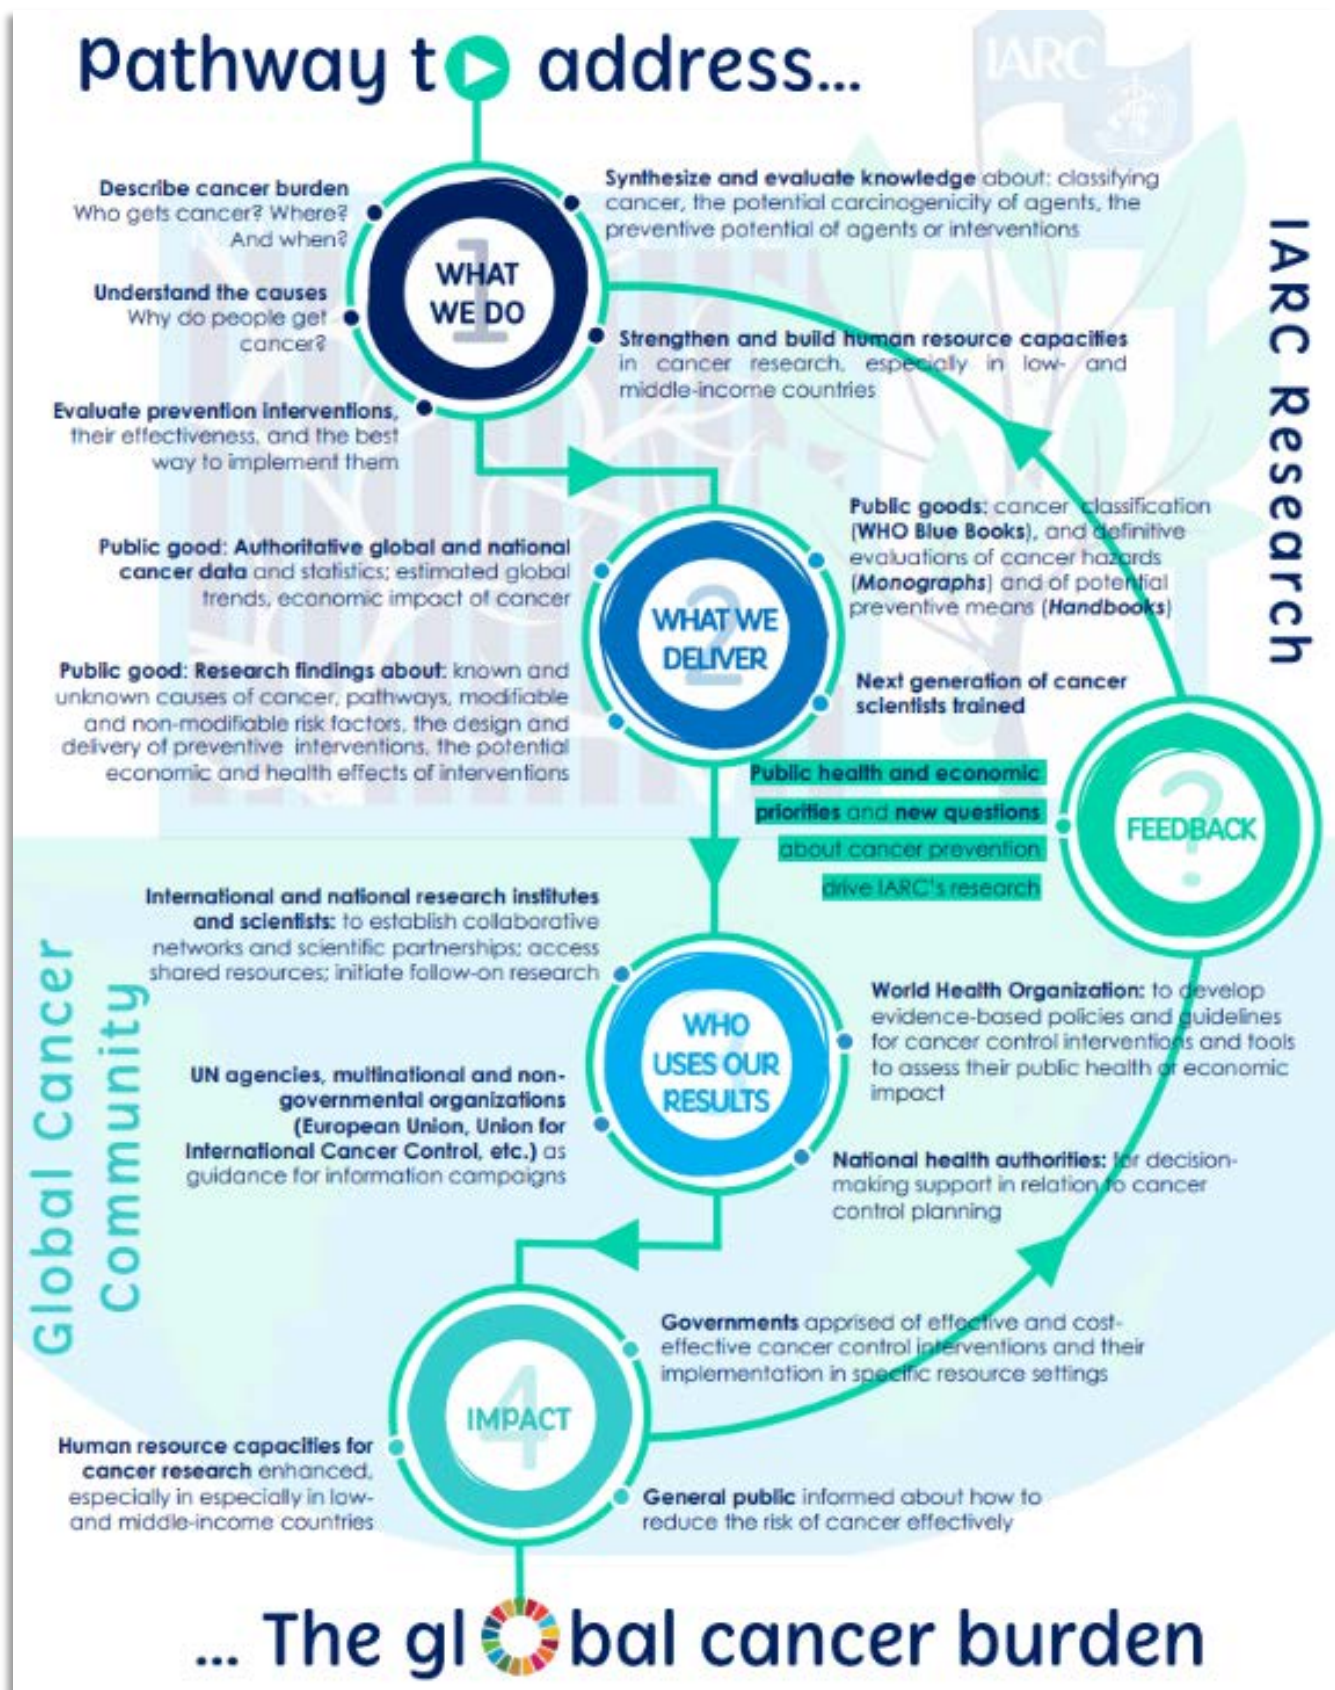 Pathway to address...
IARC
IARC Research
Describe cancer burden
Who gets cancer? Where?
And when?
Understand the causes
Why do people get
cancer?
Evaluate prevention interventions,
their effectiveness, and the best
way to implement them
1
WHAT
WE DO
Synthesize and evaluate knowledge about: classifying
cancer, the potential carcinogenicity of agents, the
preventive potential of agents or interventions
Strengthen and build human resource capacities
in cancer research, especially in low- and
middle-income countries
Public good: Authoritative global and national
cancer data and statistics; estimated global
trends, economic impact of cancer
Public good: Research findings about: known and
unknown causes of cancer, pathways, modifiable
and non-modifiable risk factors, the design and
delivery of preventive interventions, the potential
economic and health effects of interventions
2
WHAT WE
DELIVER
Public goods: cancer classification
(WHO Blue Books), and definitive
evaluations of cancer hazards
(Monographs) and of potential
preventive means (Handbooks)
Next generation of cancer
scientists trained
Public health and economic
priorities and new questions
about cancer prevention
drive IARC's research
?
FEEDBACK
Global Cancer
Community
International and national research institutes
and scientists: to establish collaborative
networks and scientific partnerships; access
shared resources; initiate follow-on research
UN agencies, multinational and non-
governmental organizations
(European Union, Union for
International Cancer Control, etc.) as
guidance for information campaigns
WHO
USES OUR
RESULTS
World Health Organization: to develop
evidence-based policies and guidelines
for cancer control interventions and tools
to assess their public health or economic
impact
National health authorities: for decision-
making support in relation to cancer
control planning
4
IMPACT
Governments apprised of effective and cost-
effective cancer control interventions and their
implementation in specific resource settings
Human resource capacities for
cancer research enhanced,
especially in especially in low-
and middle-income countries
General public informed about how to
reduce the risk of cancer effectively
... The global cancer burden